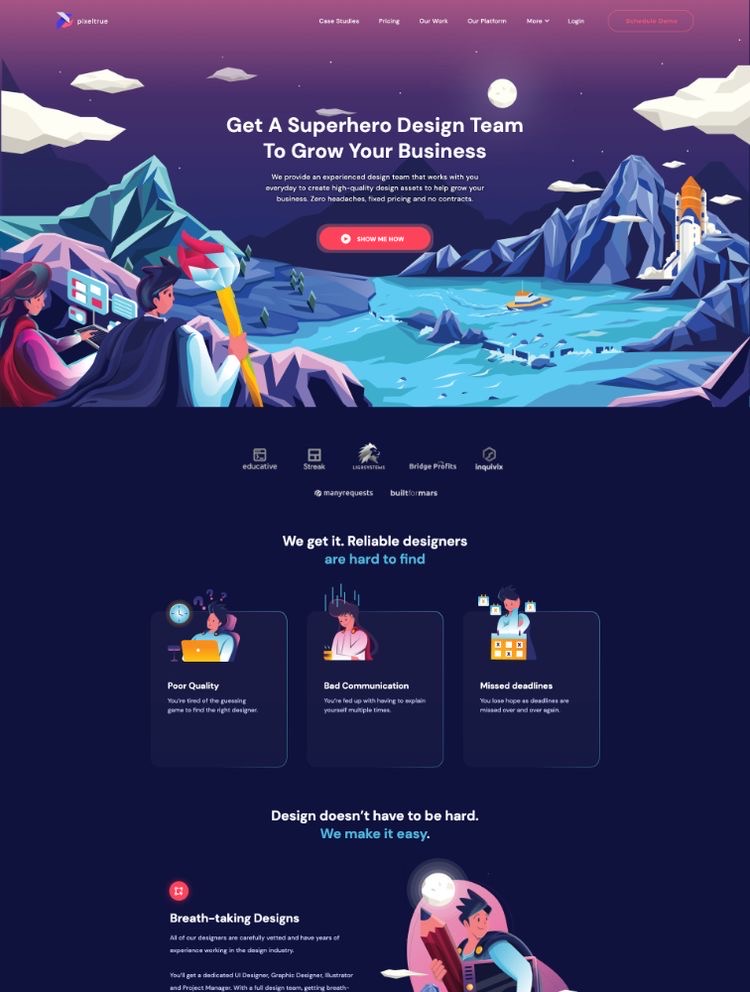 pixeltrue
Case Studies
Pricing
Our Work
Our Platform
More
Login
Schedule Demo
Get A Superhero Design Team
To Grow Your Business
We provide an experienced design team that works with you
everyday to create high-quality design assets to help grow your
business. Zero headaches, fixed pricing and no contracts.
SHOW ME NOW
educative
Streak
LIGRSYSTEMS
Bridge Profits
inquivix
manyrequests
builtformars
We get it. Reliable designers
are hard to find
Poor Quality
You're tired of the guessing
game to find the right designer.
Bad Communication
You're fed up with having to explain
yourself multiple times.
Missed deadlines
You lose hope as deadlines are
missed over and over again.
Design doesn't have to be hard.
We make it easy.
Breath-taking Designs
All of our designers are carefully vetted and have years of
experience working in the design industry.
You'll get a dedicated UI Designer, Graphic Designer, Illustrator
and Project Manager. With a full design team, getting breath-